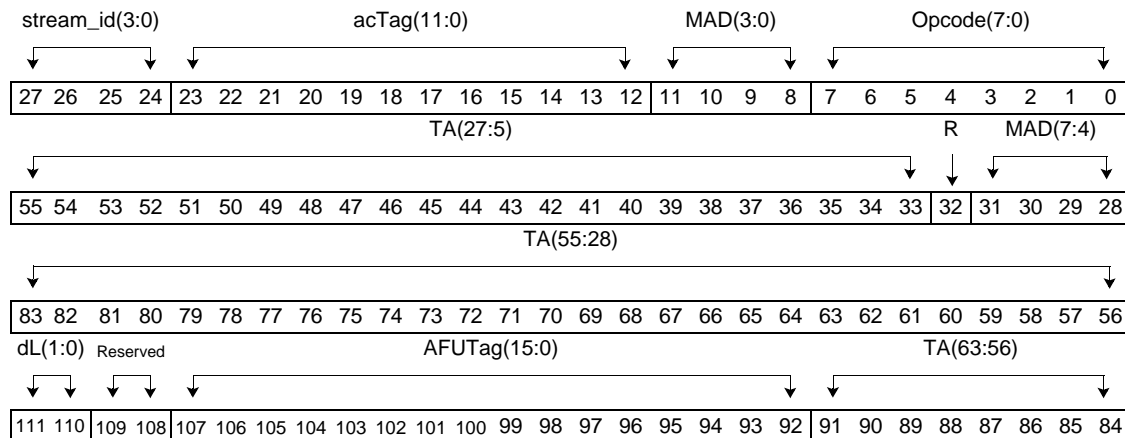 stream_id(3:0) acTag(11:0) MAD(3:0) Opcode(7:0)
27 26 25 24 23 22 21 20 19 18 17 16 15 14 13 12 11 10 9 8 7 6 5 4 3 2 1 0
TA(27:5) R MAD(7:4)
55 54 53 52 51 50 49 48 47 46 45 44 43 42 41 40 39 38 37 36 35 34 33 32 31 30 29 28
TA(55:28)
83 82 81 80 79 78 77 76 75 74 73 72 71 70 69 68 67 66 65 64 63 62 61 60 59 58 57 56
dL(1:0) Reserved AFUTag(15:0) TA(63:56)
111 110 109 108 107 106 105 104 103 102 101 100 99 98 97 96 95 94 93 92 91 90 89 88 87 86 85 84